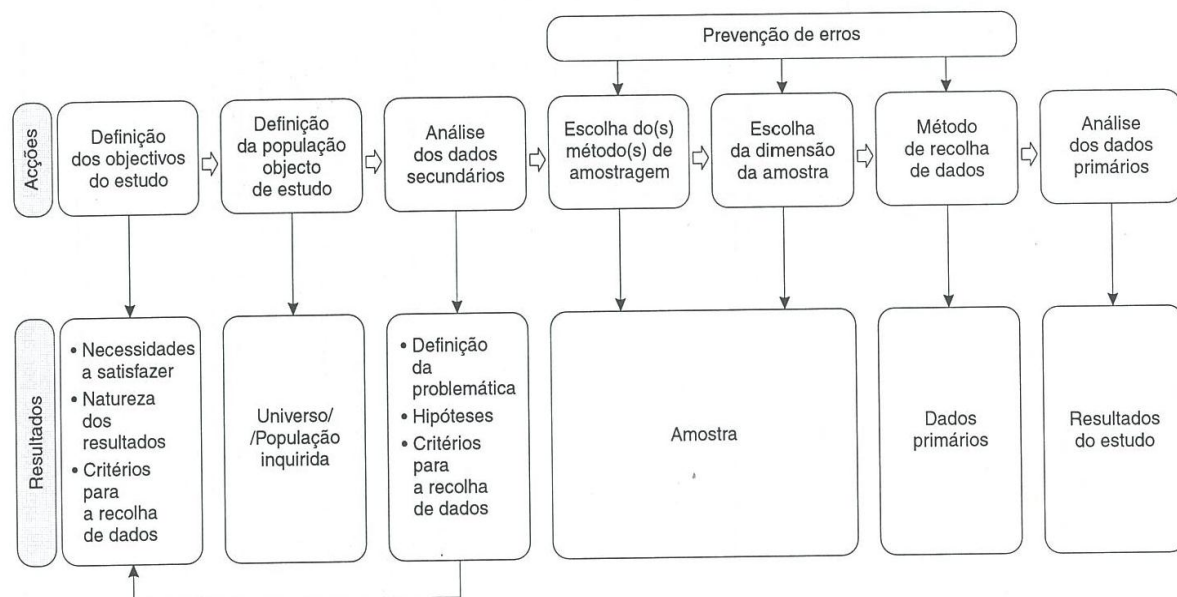 Prevenção de erros
Acções
Definição
dos objectivos
do estudo
Definição
da população
objecto
de estudo
Análise
dos dados
secundários
Escolha do(s)
método(s) de
amostragem
Escolha
da dimensão
da amostra
Método
de recolha
de dados
Análise
dos dados
primários
Resultados
• Necessidades
a satisfazer
• Natureza
dos
resultados
• Critérios
para
a recolha
de dados
Universo/
/População
inquirida
• Definição
da
problemática
• Hipóteses
• Critérios
para
a recolha
de dados
Amostra
Dados
primários
Resultados
do estudo